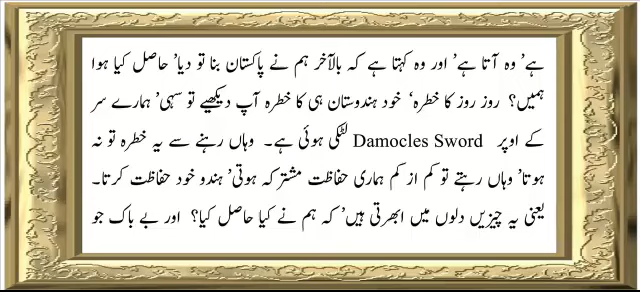 ہے‘ وہ آتا ہے‘ اور وہ کہتا ہے کہ بالآخر ہم نے پاکستان بنا تو دیا‘ حاصل کیا ہوا
ہمیں؟ روز روز کا خطرہ‘ خود ہندوستان ہی کا خطرہ آپ دیکھیے تو سہی‘ ہمارے سر
کے اوپر Damocles Sword لٹکی ہوئی ہے۔ وہاں رہنے سے یہ خطرہ تو نہ
ہوتا‘ وہاں رہتے تو کم از کم ہماری حفاظت مشترکہ ہوتی‘ ہندو خود حفاظت کرتا۔
یعنی یہ چیزیں دلوں میں ابھرتی ہیں‘ کہ ہم نے کیا حاصل کیا؟ اور بے باک جو